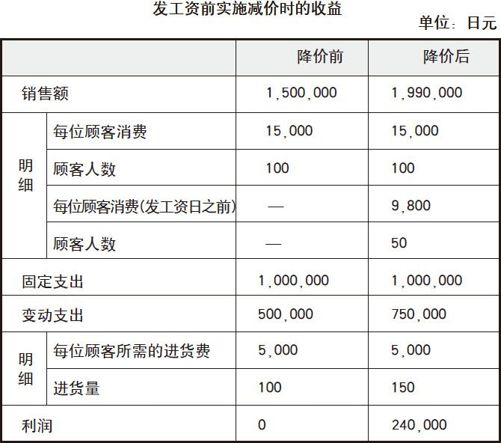 发工资前实施减价时的收益
单位：日元
降价前 降价后
销售额 1,500,000 1,990,000
明细 每位顾客消费 15,000 15,000
顾客人数 100 100
每位顾客消费(发工资日之前) — 9,800
顾客人数 — 50
固定支出 1,000,000 1,000,000
变动支出 500,000 750,000
明细 每位顾客所需的进货费 5,000 5,000
进货量 100 150
利润 0 240,000